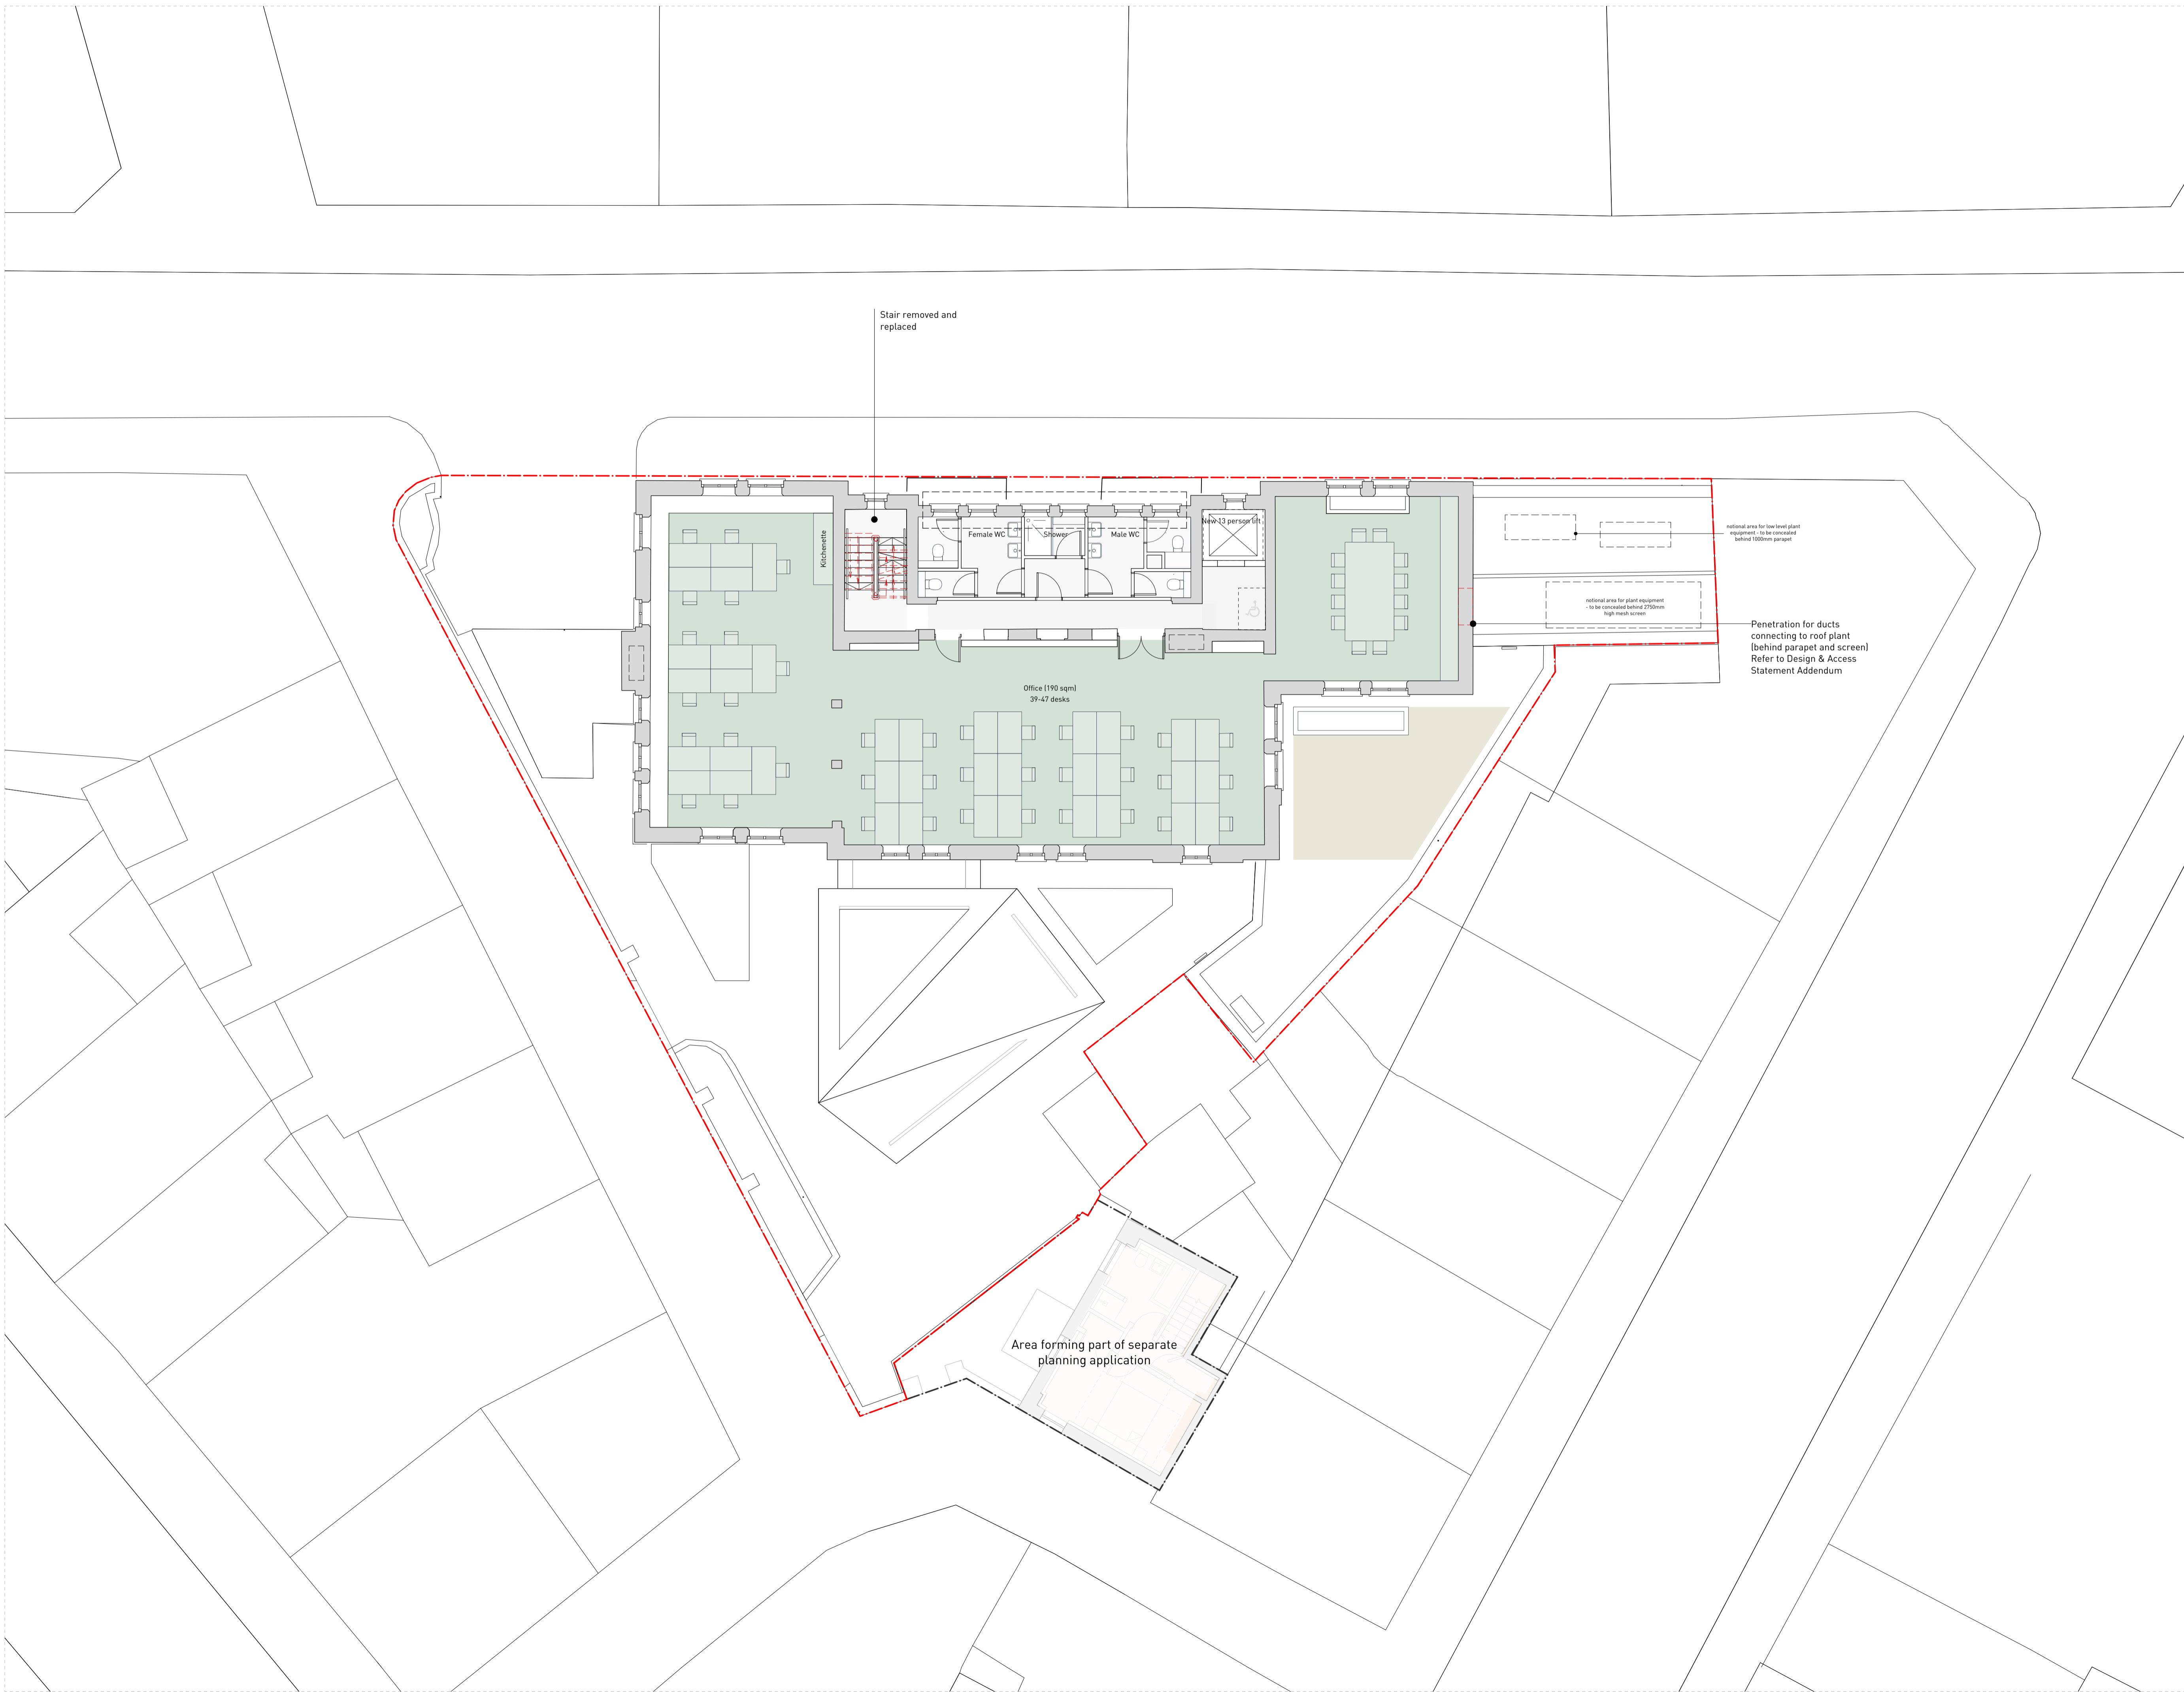 Stair removed and
replaced
Kitchenette
Female WC
Shower
Male WC
New 13 person lift
notional area for low level plant
equipment - to be concealed
behind 1000mm parapet
notional area for plant equipment
- to be concealed behind 2750mm
high mesh screen
Penetration for ducts
connecting to roof plant
(behind parapet and screen)
Refer to Design & Access
Statement Addendum
Office (190 sqm)
39-47 desks
Area forming part of separate
planning application